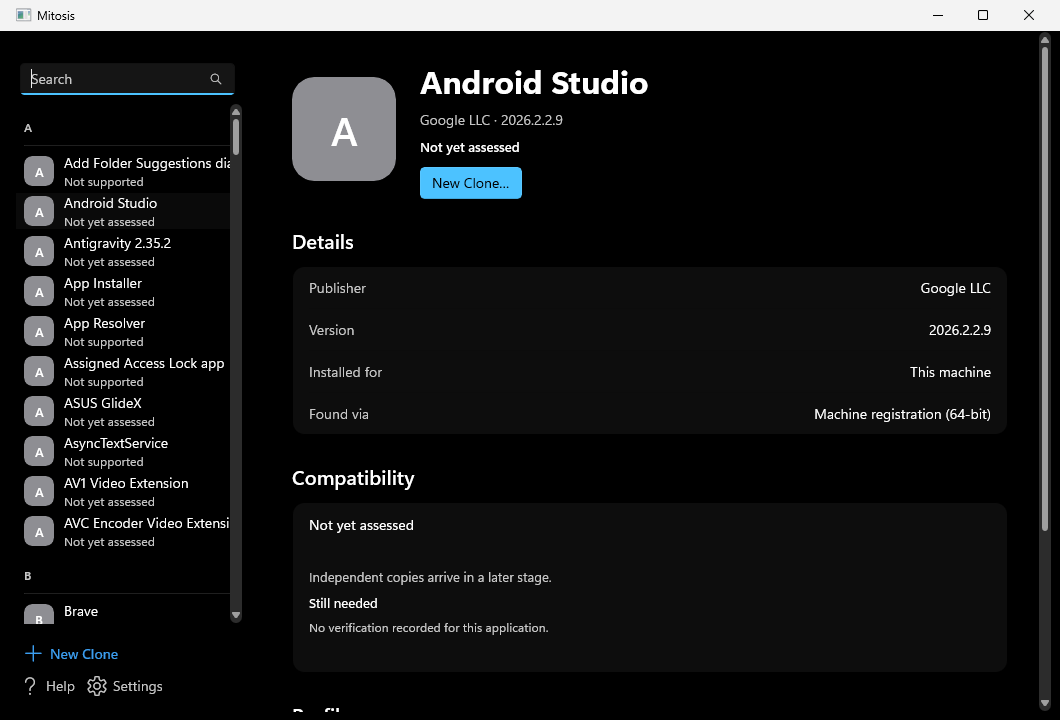 Mitosis
Search
A
A
Add Folder Suggestions dia
Not supported
A
Android Studio
Not yet assessed
A
Antigravity 2.35.2
Not yet assessed
A
App Installer
Not yet assessed
A
App Resolver
Not supported
A
Assigned Access Lock app
Not supported
A
ASUS GlideX
Not yet assessed
A
AsyncTextService
Not supported
A
AV1 Video Extension
Not yet assessed
A
AVC Encoder Video Extensi
Not yet assessed
B
B
Brave
New Clone
? Help
Settings
A
Android Studio
Google LLC · 2026.2.2.9
Not yet assessed
New Clone...
Details
Publisher Google LLC
Version 2026.2.2.9
Installed for This machine
Found via Machine registration (64-bit)
Compatibility
Not yet assessed
Independent copies arrive in a later stage.
Still needed
No verification recorded for this application.